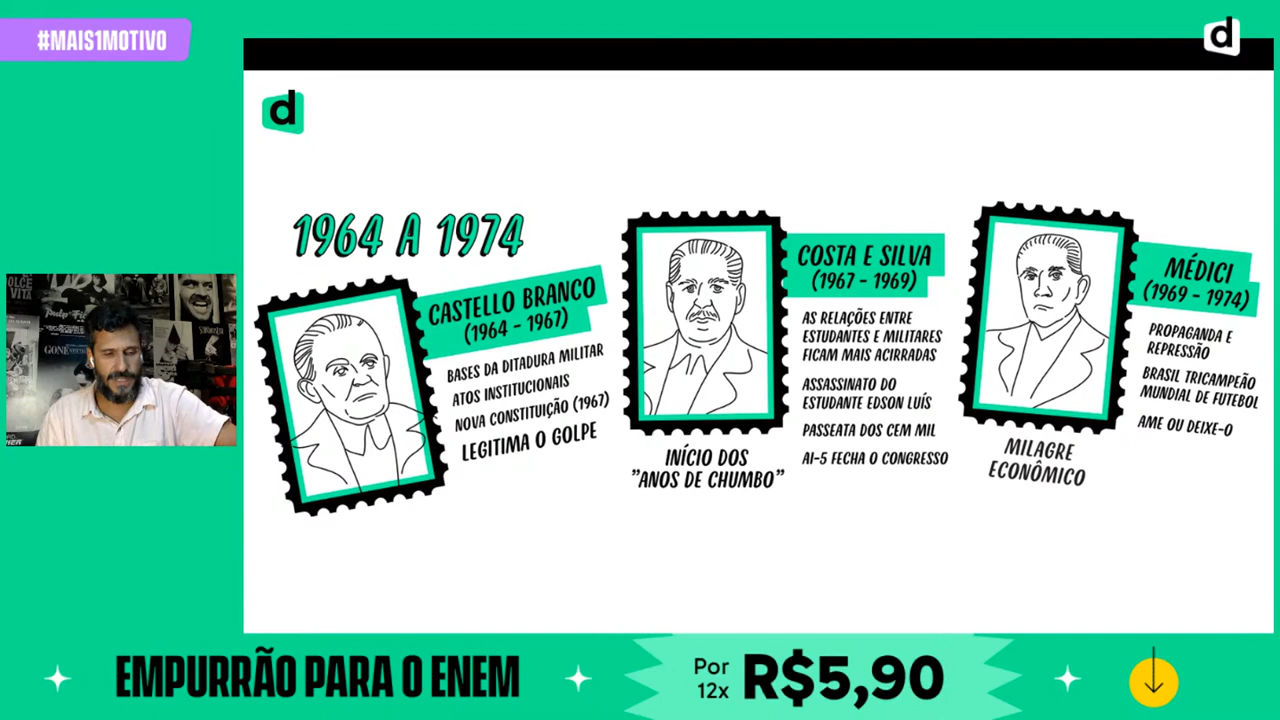 #MAIS1MOTIVO
d
d
1964 A 1974
CASTELLO BRANCO
(1964 - 1967)
BASES DA DITADURA MILITAR
ATOS INSTITUCIONAIS
NOVA CONSTITUIÇÃO (1967)
LEGITIMA O GOLPE
COSTA E SILVA
(1967 - 1969)
AS RELAÇÕES ENTRE
ESTUDANTES E MILITARES
FICAM MAIS ACIRRADAS
ASSASSINATO DO
ESTUDANTE EDSON LUÍS
PASSEATA DOS CEM MIL
AI-5 FECHA O CONGRESSO
INÍCIO DOS
"ANOS DE CHUMBO"
MÉDICI
(1969 - 1974)
PROPAGANDA E
REPRESSÃO
BRASIL TRICAMPEÃO
MUNDIAL DE FUTEBOL
AME OU DEIXE-O
MILAGRE
ECONÔMICO
EMPURRÃO PARA O ENEM
Por
12x
R$5,90